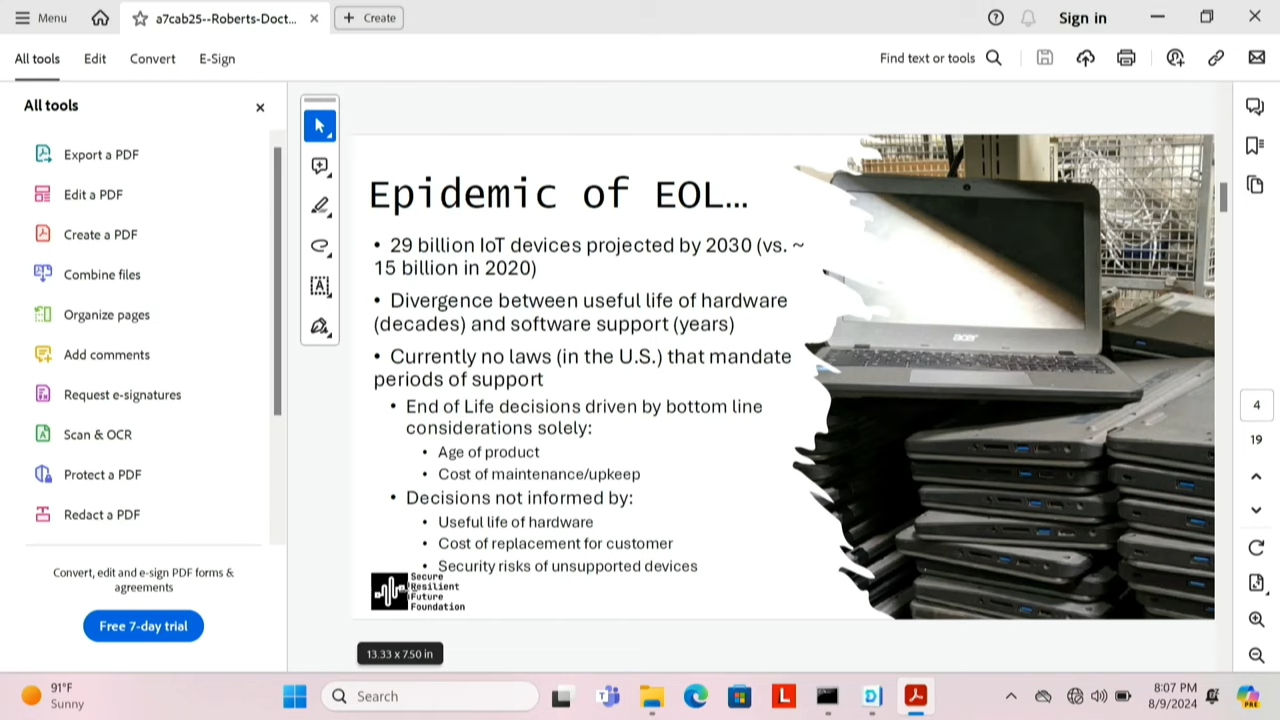 Menu
a7cab25--Roberts-Doct...
Create
Sign in
All tools
Edit
Convert
E-Sign
Find text or tools
All tools
Export a PDF
Edit a PDF
Create a PDF
Combine files
Organize pages
Add comments
Request e-signatures
Scan & OCR
Protect a PDF
Redact a PDF
Convert, edit and e-sign PDF forms &
agreements
Free 7-day trial
Epidemic of EOL…
• 29 billion IoT devices projected by 2030 (vs. ~
15 billion in 2020)
• Divergence between useful life of hardware
(decades) and software support (years)
• Currently no laws (in the U.S.) that mandate
periods of support
• End of Life decisions driven by bottom line
considerations solely:
• Age of product
• Cost of maintenance/upkeep
• Decisions not informed by:
• Useful life of hardware
• Cost of replacement for customer
• Security risks of unsupported devices
Secure
Resilient
Future
Foundation
acer
13.33 x 7.50 in
4
19
91°F
Sunny
Search
L
PRE
8:07 PM
8/9/2024